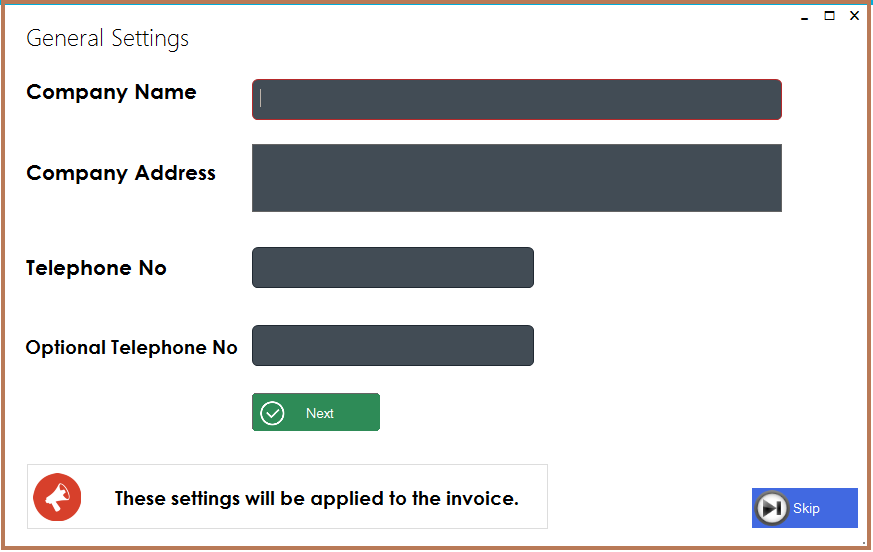 General Settings
Company Name
Company Address
Telephone No
Optional Telephone No
Next
These settings will be applied to the invoice.
Skip